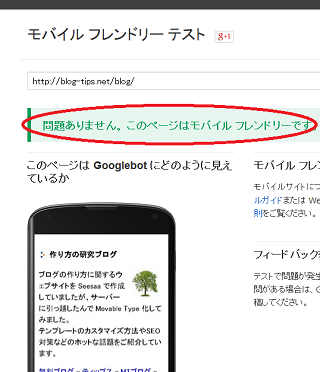 モバイル フレンドリー テスト
g+1
http://blog-tips.net/blog/
問題ありません。このページはモバイル フレンドリーです
このページは Googlebot にどのように見え
ているか
作り方の研究ブログ
ブログの作り方に関するウ
ェブサイトを Seesaa で作成
していましたが、サーバー
に引っ越したんで Movable Type 化して
みました。
テンプレートのカスタマイズ方法やSEO
対策などのホットな話題をご紹介してい
ます。
無料ブログ
ティップス
MTブログ
モバイル フレ
モバイルサイトにつ
ルガイドまたは We
則をご覧ください。
フィードバック
テストで問題が発生
問がある場合は、G
稿してください。